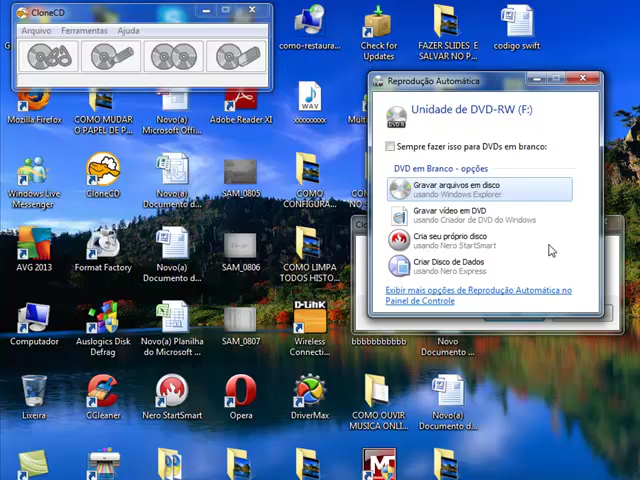 CloneCD
Arquivo Ferramentas Ajuda
como-restaura...
Check for
Updates
FAZER SLIDES E
SALVAR NO P...
codigo swift
Mozilla Firefox
COMO MUDAR
O PAPEL DE P...
Novo(a)
Microsoft Offi...
Adobe Reader XI
WAV
xxxxxxxxx
Windows Live
Messenger
CloneCD
Novo(a)
Documento d...
SAM_0805
COMO
CONFIGURA...
AVG 2013
Format Factory
Novo(a)
Documento d...
SAM_0806
COMO LIMPA
TODOS HISTO...
Computador
Auslogics Disk
Defrag
Novo(a) Planilha
do Microsoft ...
SAM_0807
D-Link
Wireless
Connecti...
bbbbbbbbbbb
Novo
Documento ...
Lixeira
CCleaner
Nero StartSmart
Opera
DriverMax
COMO OUVIR
MUSICA ONLI...
Novo(a)
Documento d...
Reprodução Automática
DVD-R
Unidade de DVD-RW (F:)
Sempre fazer isso para DVDs em branco:
DVD em Branco - opções
Gravar arquivos em disco
usando Windows Explorer
Gravar vídeo em DVD
usando Criador de DVD do Windows
Cria seu próprio disco
usando Nero StartSmart
Criar Disco de Dados
usando Nero Express
Exibir mais opções de Reprodução Automática no
Painel de Controle